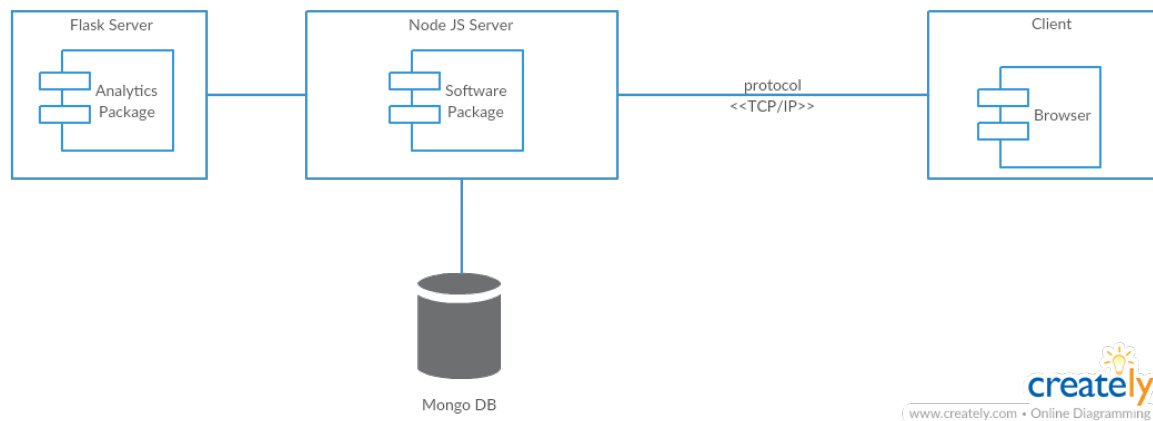 Flask Server
Analytics
Package
Node JS Server
Software
Package
protocol
<<TCP/IP>>
Client
Browser
Mongo DB
creately
www.creately.com • Online Diagramming